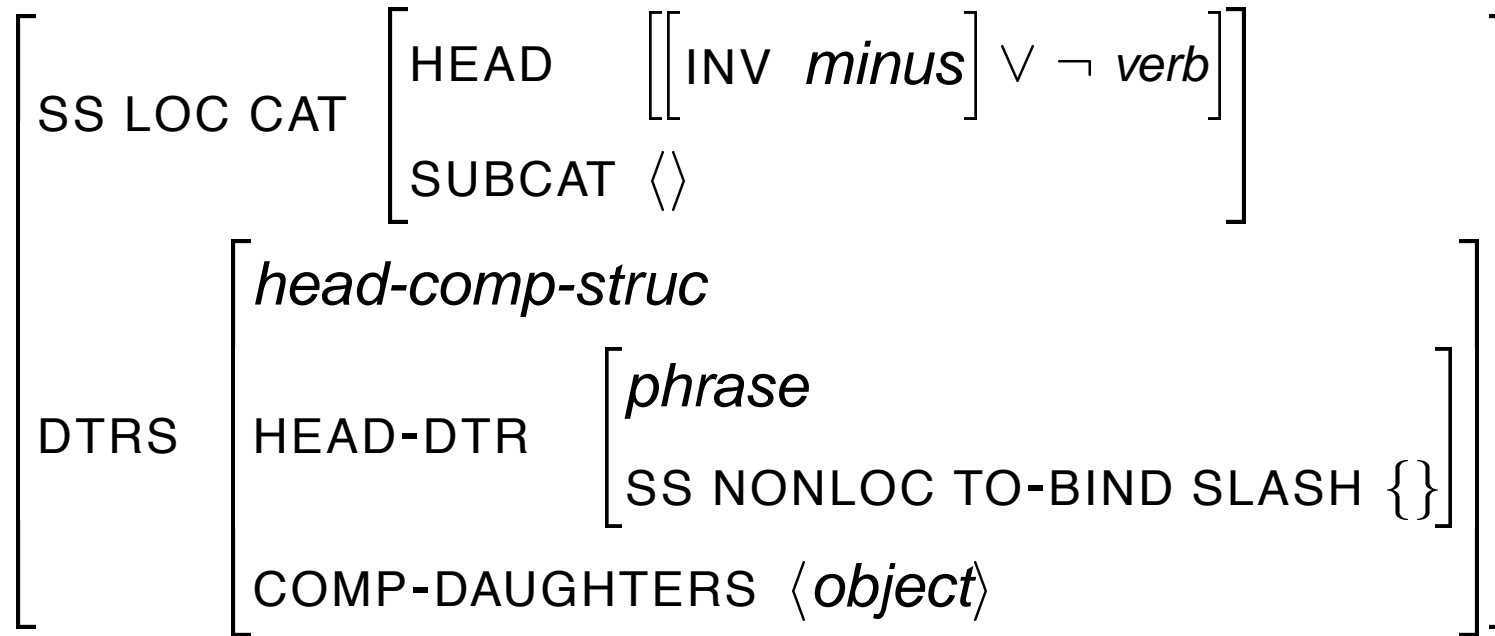 HEAD [[INV minus] ∨ ¬ verb]
SS LOC CAT
SUBCAT ⟨⟩
head-comp-struc
phrase
DTRS HEAD-DTR
SS NONLOC TO-BIND SLASH {}
COMP-DAUGHTERS ⟨object⟩